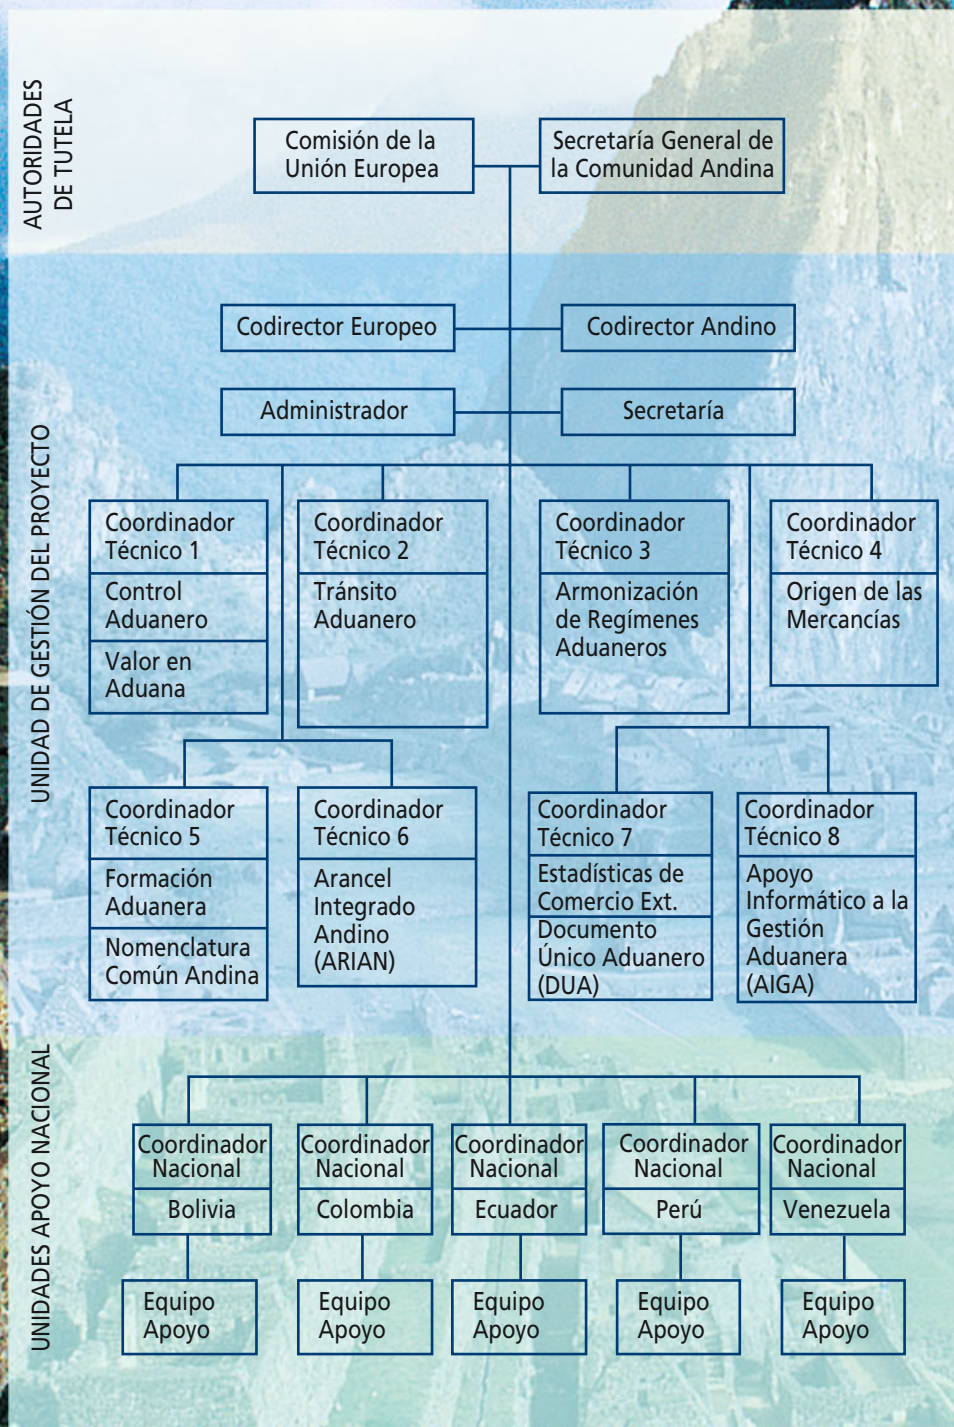 AUTORIDADES
DE TUTELA
Comisión de la
Unión Europea
Secretaría General de
la Comunidad Andina
UNIDAD DE GESTIÓN DEL PROYECTO
Codirector Europeo
Codirector Andino
Administrador
Secretaría
Coordinador
Técnico 1
Control
Aduanero
Valor en
Aduana
Coordinador
Técnico 2
Tránsito
Aduanero
Coordinador
Técnico 3
Armonización
de Regímenes
Aduaneros
Coordinador
Técnico 4
Origen de las
Mercancías
Coordinador
Técnico 5
Formación
Aduanera
Nomenclatura
Común Andina
Coordinador
Técnico 6
Arancel
Integrado
Andino
(ARIAN)
Coordinador
Técnico 7
Estadísticas de
Comercio Ext.
Documento
Único Aduanero
(DUA)
Coordinador
Técnico 8
Apoyo
Informático a la
Gestión
Aduanera
(AIGA)
UNIDADES APOYO NACIONAL
Coordinador
Nacional
Bolivia
Coordinador
Nacional
Colombia
Coordinador
Nacional
Ecuador
Coordinador
Nacional
Perú
Coordinador
Nacional
Venezuela
Equipo
Apoyo
Equipo
Apoyo
Equipo
Apoyo
Equipo
Apoyo
Equipo
Apoyo